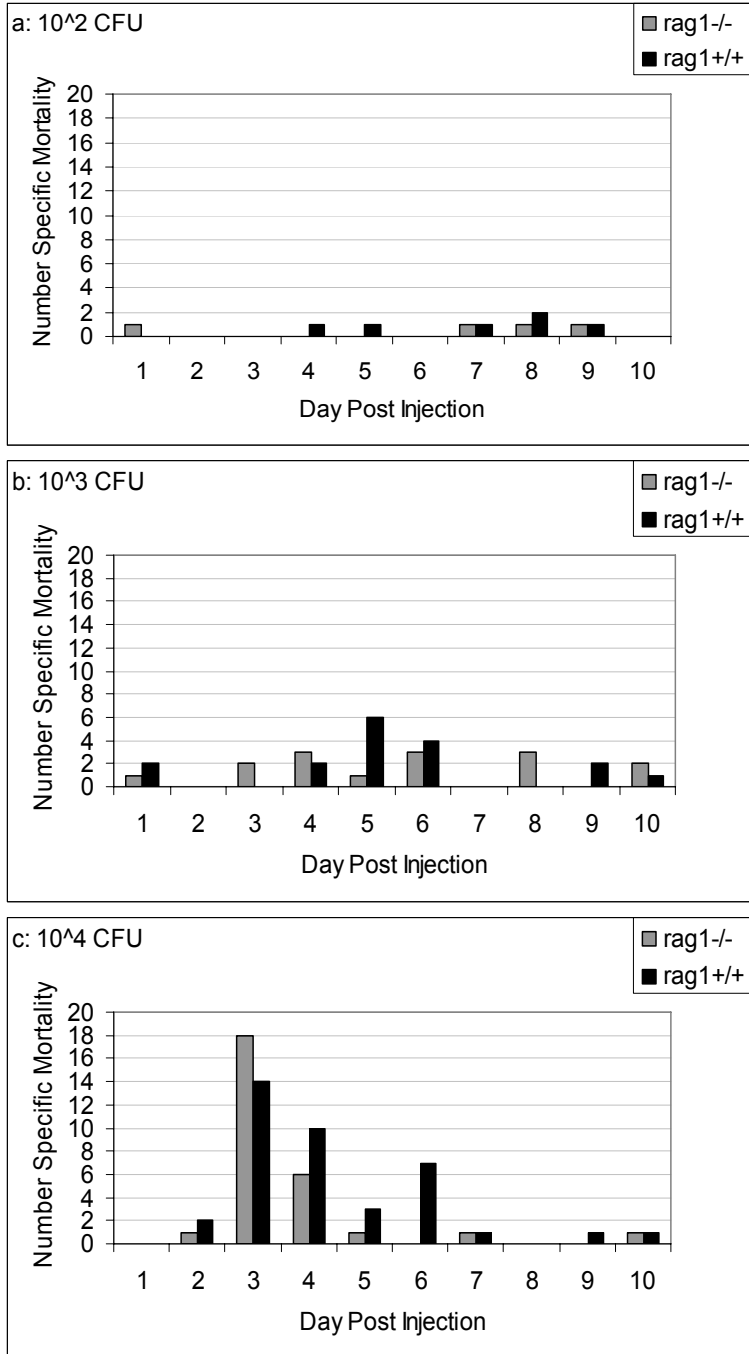 a: 10^2 CFU
rag1-/-
rag1+/+
Number Specific Mortality
20
18
16
14
12
10
8
6
4
2
0
1 2 3 4 5 6 7 8 9 10
Day Post Injection
b: 10^3 CFU
rag1-/-
rag1+/+
Number Specific Mortality
20
18
16
14
12
10
8
6
4
2
0
1 2 3 4 5 6 7 8 9 10
Day Post Injection
c: 10^4 CFU
rag1-/-
rag1+/+
Number Specific Mortality
20
18
16
14
12
10
8
6
4
2
0
1 2 3 4 5 6 7 8 9 10
Day Post Injection